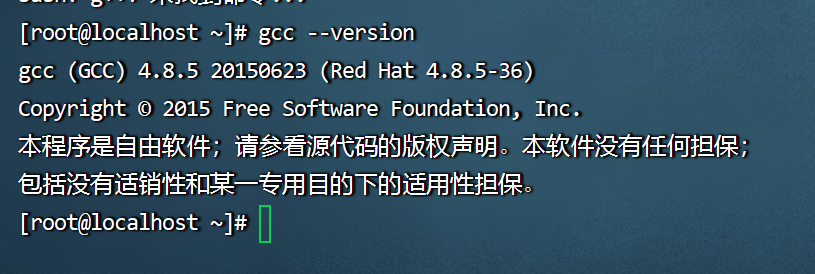 [root@localhost ~]# gcc --version
gcc (GCC) 4.8.5 20150623 (Red Hat 4.8.5-36)
Copyright © 2015 Free Software Foundation, Inc.
本程序是自由软件；请参看源代码的版权声明。本软件没有任何担保；
包括没有适销性和某一专用目的下的适用性担保。
[root@localhost ~]#